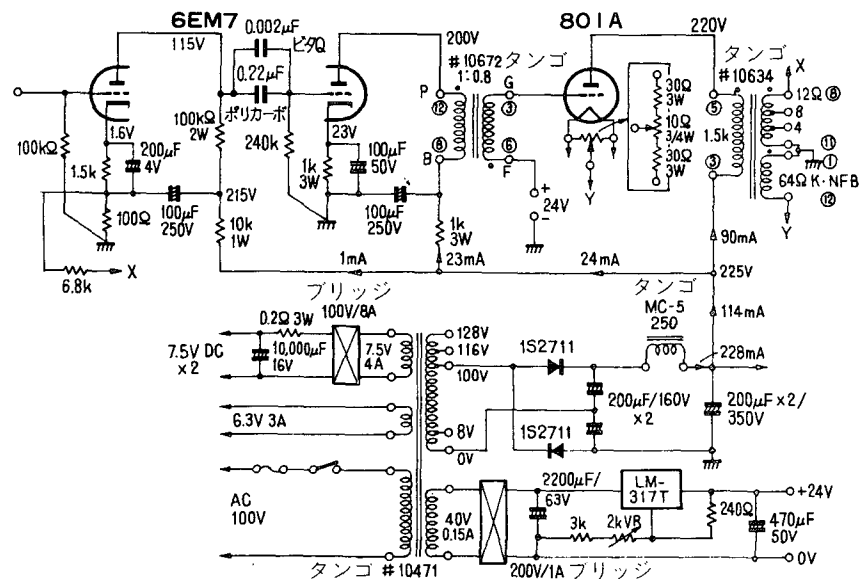 6EM7
801A
115V
0.002μF ビタQ
0.22μF
ポリカーボ
200V
#10672 タンゴ
1:0.8
220V
タンゴ
#10634
P
⑫
G
③
30Ω
3W
10Ω
3/4W
30Ω
3W
⑤
1.5k
③
X
12Ω ⑧
8
4
⑪
①
64Ω K・NFB
⑫
Y
100kΩ
1.6V
200μF
4V
100kΩ
2W
240k
23V
100μF
50V
⑧
B
⑥
F
+
24V
−
Y
1.5k
100Ω
100μF
250V
215V
1k
3W
100μF
250V
10k
1W
1k
3W
6.8k
X
1mA
23mA
24mA
90mA
225V
ブリッジ
100V/8A
タンゴ
MC-5
250
114mA
228mA
0.2Ω 3W
7.5V DC
×2
10,000μF
16V
7.5V
4A
128V
116V
100V
1S2711
200μF/160V
×2
200μF×2/
350V
6.3V 3A
8V
0V
1S2711
AC
100V
40V
0.15A
2200μF/
63V
LM-
317T
+24V
240Ω
470μF
50V
3k
2kVR
0V
タンゴ #10471
200V/1A ブリッジ